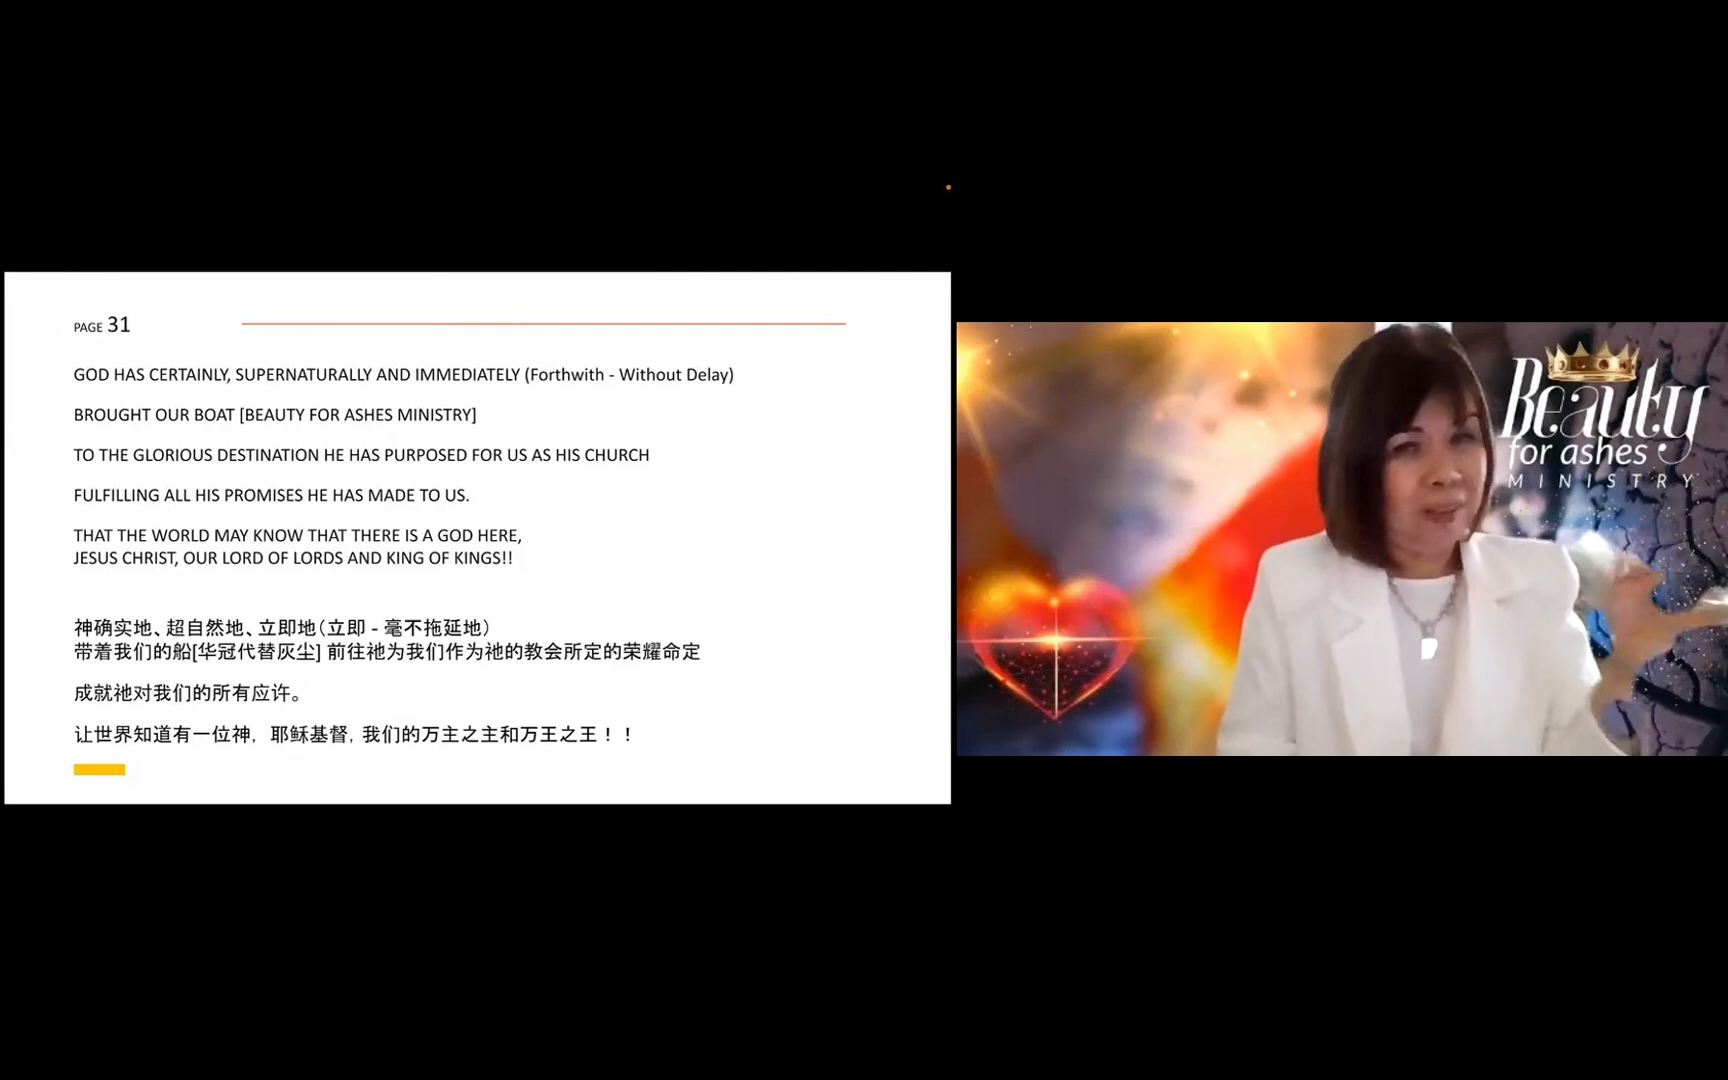 PAGE 31
GOD HAS CERTAINLY, SUPERNATURALLY AND IMMEDIATELY (Forthwith - Without Delay)
BROUGHT OUR BOAT [BEAUTY FOR ASHES MINISTRY]
TO THE GLORIOUS DESTINATION HE HAS PURPOSED FOR US AS HIS CHURCH
FULFILLING ALL HIS PROMISES HE HAS MADE TO US.
THAT THE WORLD MAY KNOW THAT THERE IS A GOD HERE,
JESUS CHRIST, OUR LORD OF LORDS AND KING OF KINGS!!
神确实地、超自然地、立即地（立即 - 毫不拖延地）
带着我们的船[华冠代替灰尘] 前往祂为我们作为祂的教会所定的荣耀命定
成就祂对我们的所有应许。
让世界知道有一位神，耶稣基督，我们的万主之主和万王之王！！
Beauty
for ashes
MINISTRY